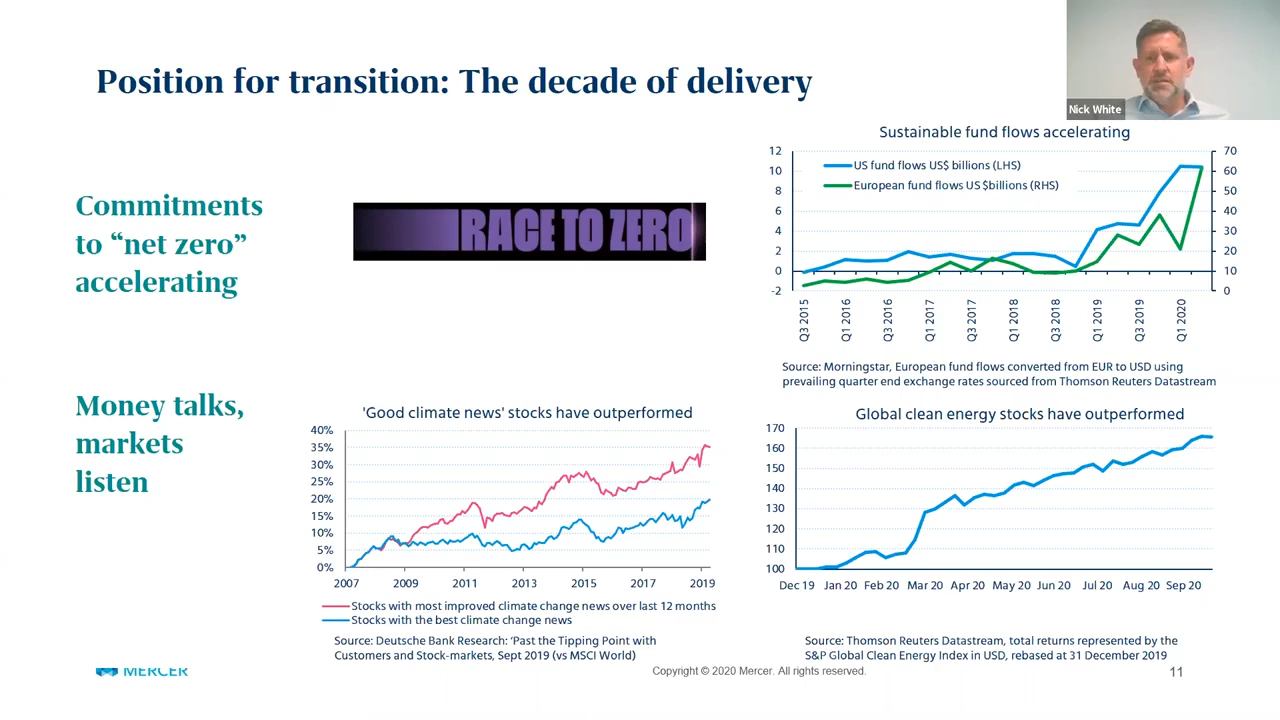 Position for transition: The decade of delivery
Nick White
Commitments
to “net zero”
accelerating
RACE TO ZERO
Sustainable fund flows accelerating
12
10
8
6
4
2
0
-2
US fund flows US$ billions (LHS)
European fund flows US $billions (RHS)
70
60
50
40
30
20
10
0
Q3 2015
Q1 2016
Q3 2016
Q1 2017
Q3 2017
Q1 2018
Q3 2018
Q1 2019
Q3 2019
Q1 2020
Source: Morningstar, European fund flows converted from EUR to USD using
prevailing quarter end exchange rates sourced from Thomson Reuters Datastream
Money talks,
markets
listen
'Good climate news' stocks have outperformed
40%
35%
30%
25%
20%
15%
10%
5%
0%
2007 2009 2011 2013 2015 2017 2019
Stocks with most improved climate change news over last 12 months
Stocks with the best climate change news
Source: Deutsche Bank Research: ‘Past the Tipping Point with
Customers and Stock-markets, Sept 2019 (vs MSCI World)
Global clean energy stocks have outperformed
170
160
150
140
130
120
110
100
Dec 19 Jan 20 Feb 20 Mar 20 Apr 20 May 20 Jun 20 Jul 20 Aug 20 Sep 20
Source: Thomson Reuters Datastream, total returns represented by the
S&P Global Clean Energy Index in USD, rebased at 31 December 2019
MERCER
Copyright © 2020 Mercer. All rights reserved.
11